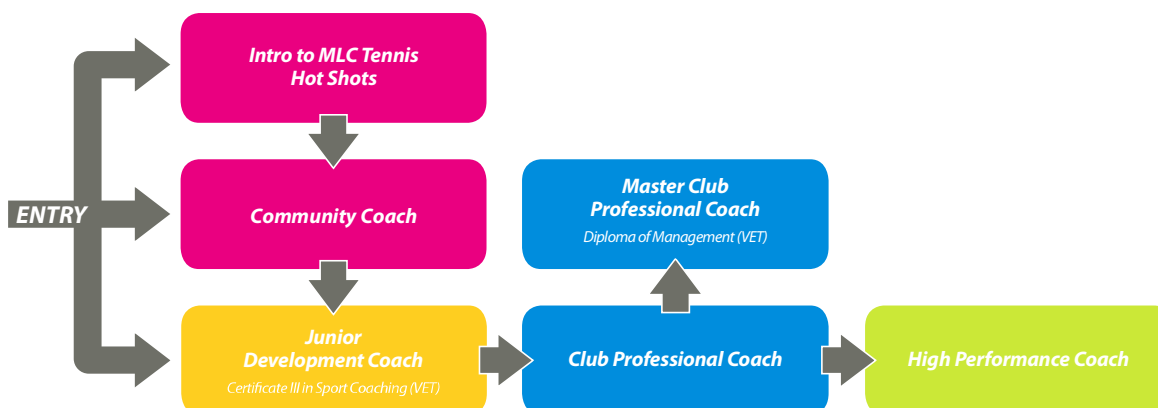 Intro to MLC Tennis
Hot Shots
ENTRY
Community Coach
Master Club
Professional Coach
Diploma of Management (VET)
Junior
Development Coach
Certificate III in Sport Coaching (VET)
Club Professional Coach
High Performance Coach